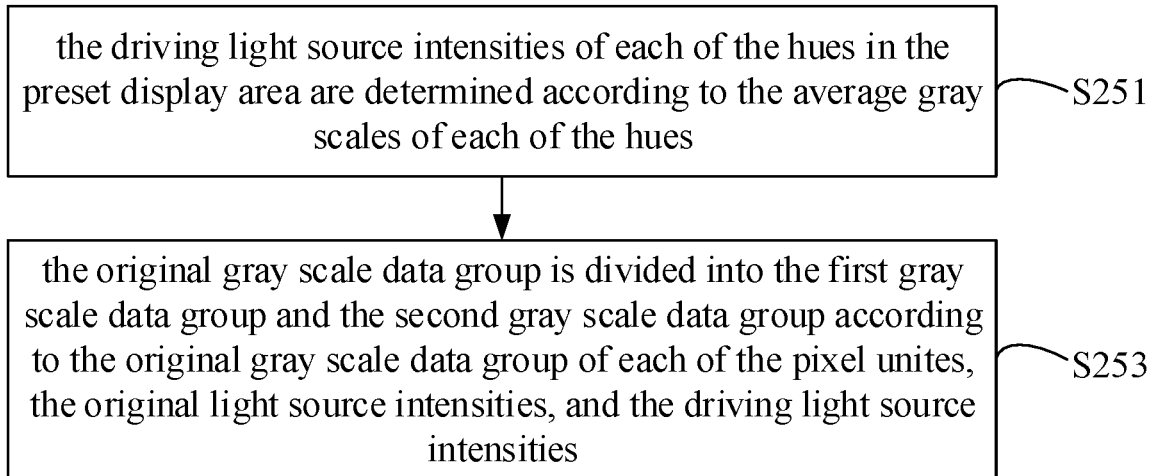 the driving light source intensities of each of the hues in the
preset display area are determined according to the average gray
scales of each of the hues
S251
the original gray scale data group is divided into the first gray
scale data group and the second gray scale data group according
to the original gray scale data group of each of the pixel unites,
the original light source intensities, and the driving light source
intensities
S253